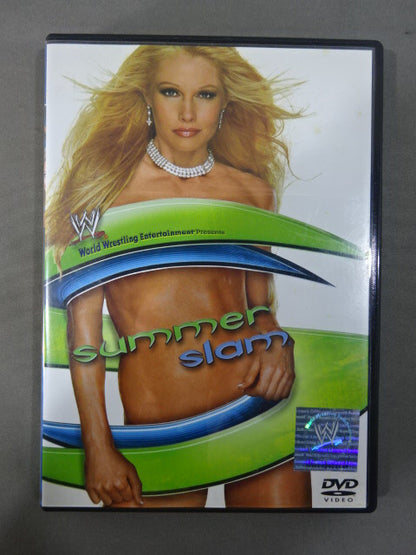 W
World Wrestling Entertainment Presents
summer
slam
W
DVD
VIDEO